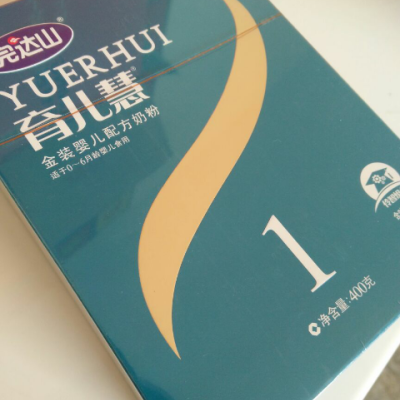 完达山
YUERHUI
育儿慧
金装婴儿配方奶粉
适于0-6月龄婴儿食用
1
净含量:400克